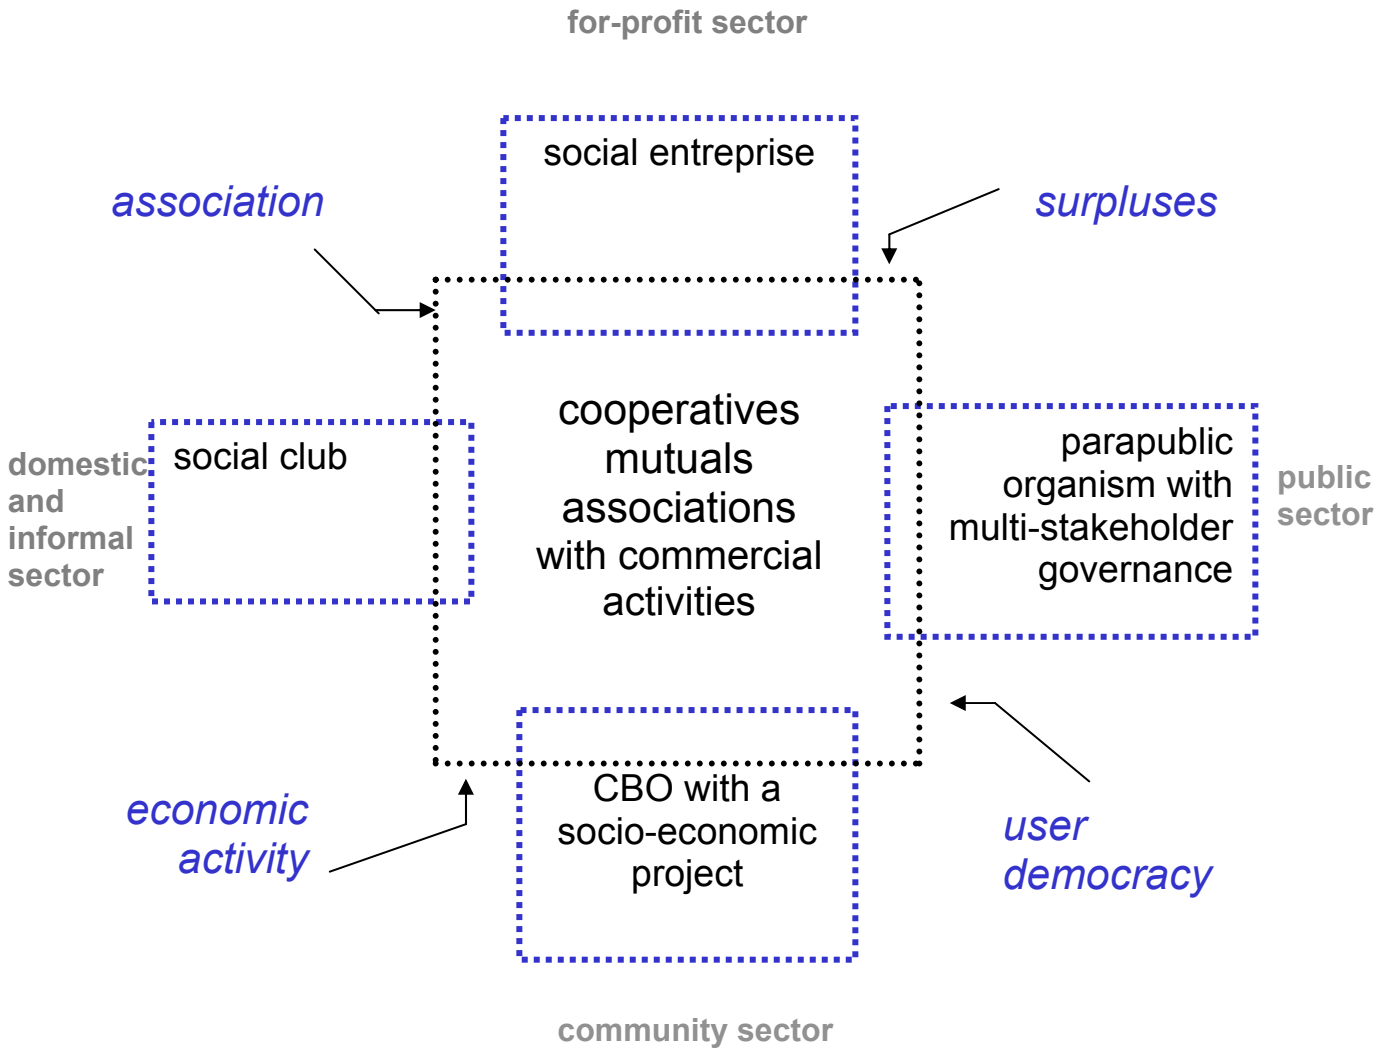 for-profit sector
social entreprise
association
surpluses
cooperatives
mutuals
associations
with commercial
activities
domestic
and
informal
sector
social club
parapublic
organism with
multi-stakeholder
governance
public
sector
economic
activity
CBO with a
socio-economic
project
user
democracy
community sector